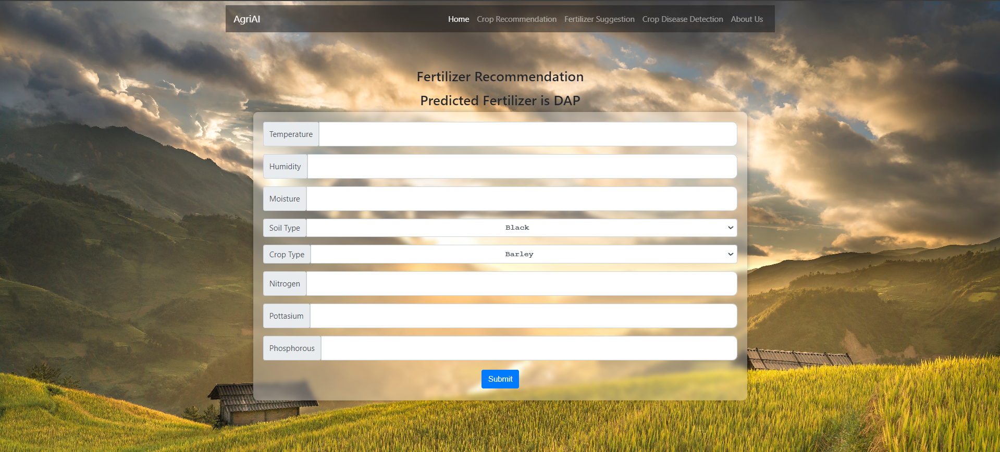 AgriAI Home Crop Recommendation Fertilizer Suggestion Crop Disease Detection About Us
Fertilizer Recommendation
Predicted Fertilizer is DAP
Temperature
Humidity
Moisture
Soil Type Black
Crop Type Barley
Nitrogen
Pottasium
Phosphorous
Submit